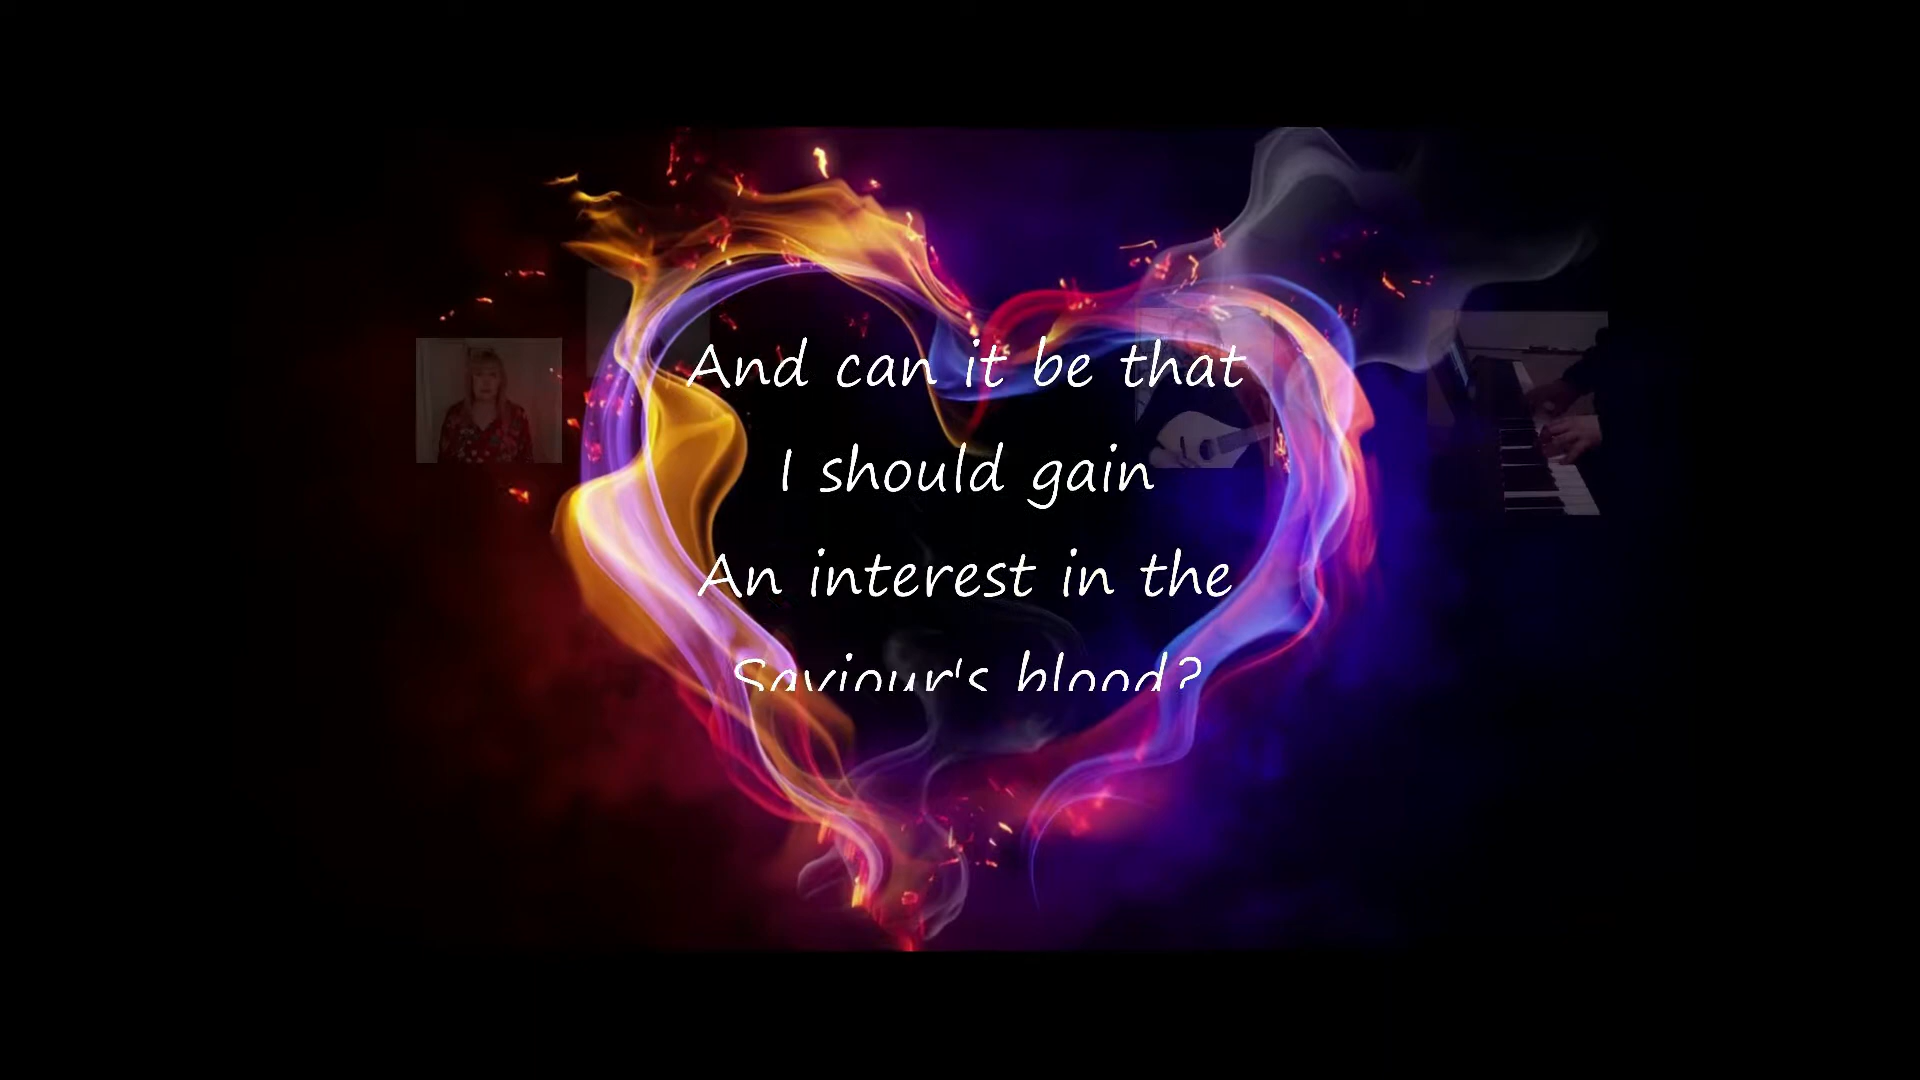 And can it be that
I should gain
An interest in the
Saviour's blood?